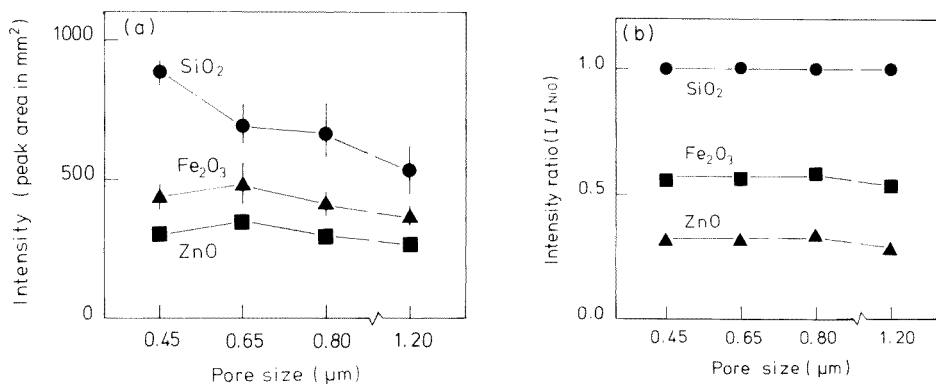 (a)
1000
SiO₂
Fe₂O₃
500
ZnO
0
0.45 0.65 0.80 1.20
Pore size (μm)
Intensity (peak area in mm²)
(b)
1.0
SiO₂
Fe₂O₃
0.5
ZnO
0.0
0.45 0.65 0.80 1.20
Pore size (μm)
Intensity ratio (I/I_NiO)